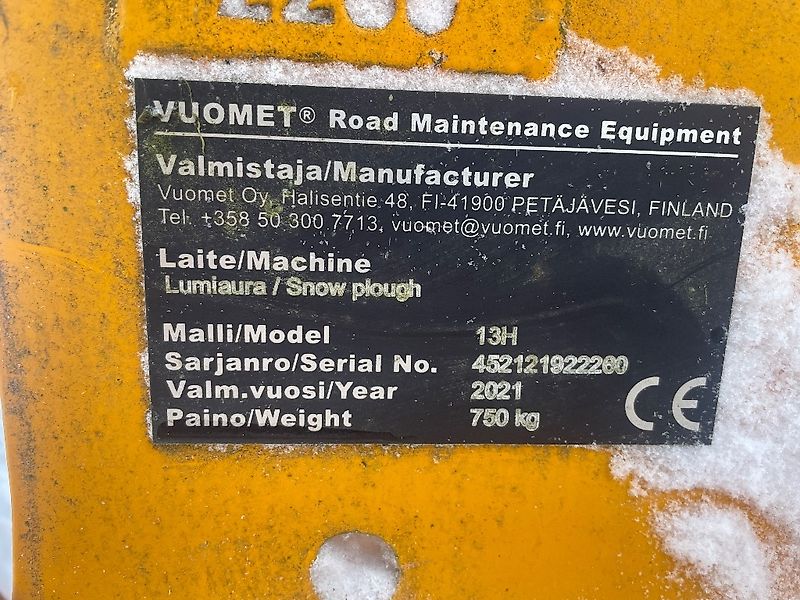 VUOMET® Road Maintenance Equipment
Valmistaja/Manufacturer
Vuomet Oy, Halisentie 48, FI-41900 PETÄJÄVESI, FINLAND
Tel. +358 50 300 7713, vuomet@vuomet.fi, www.vuomet.fi
Laite/Machine
Lumiaura / Snow plough
Malli/Model 13H
Sarjanro/Serial No. 452121922260
Valm.vuosi/Year 2021
Paino/Weight 750 kg
CE